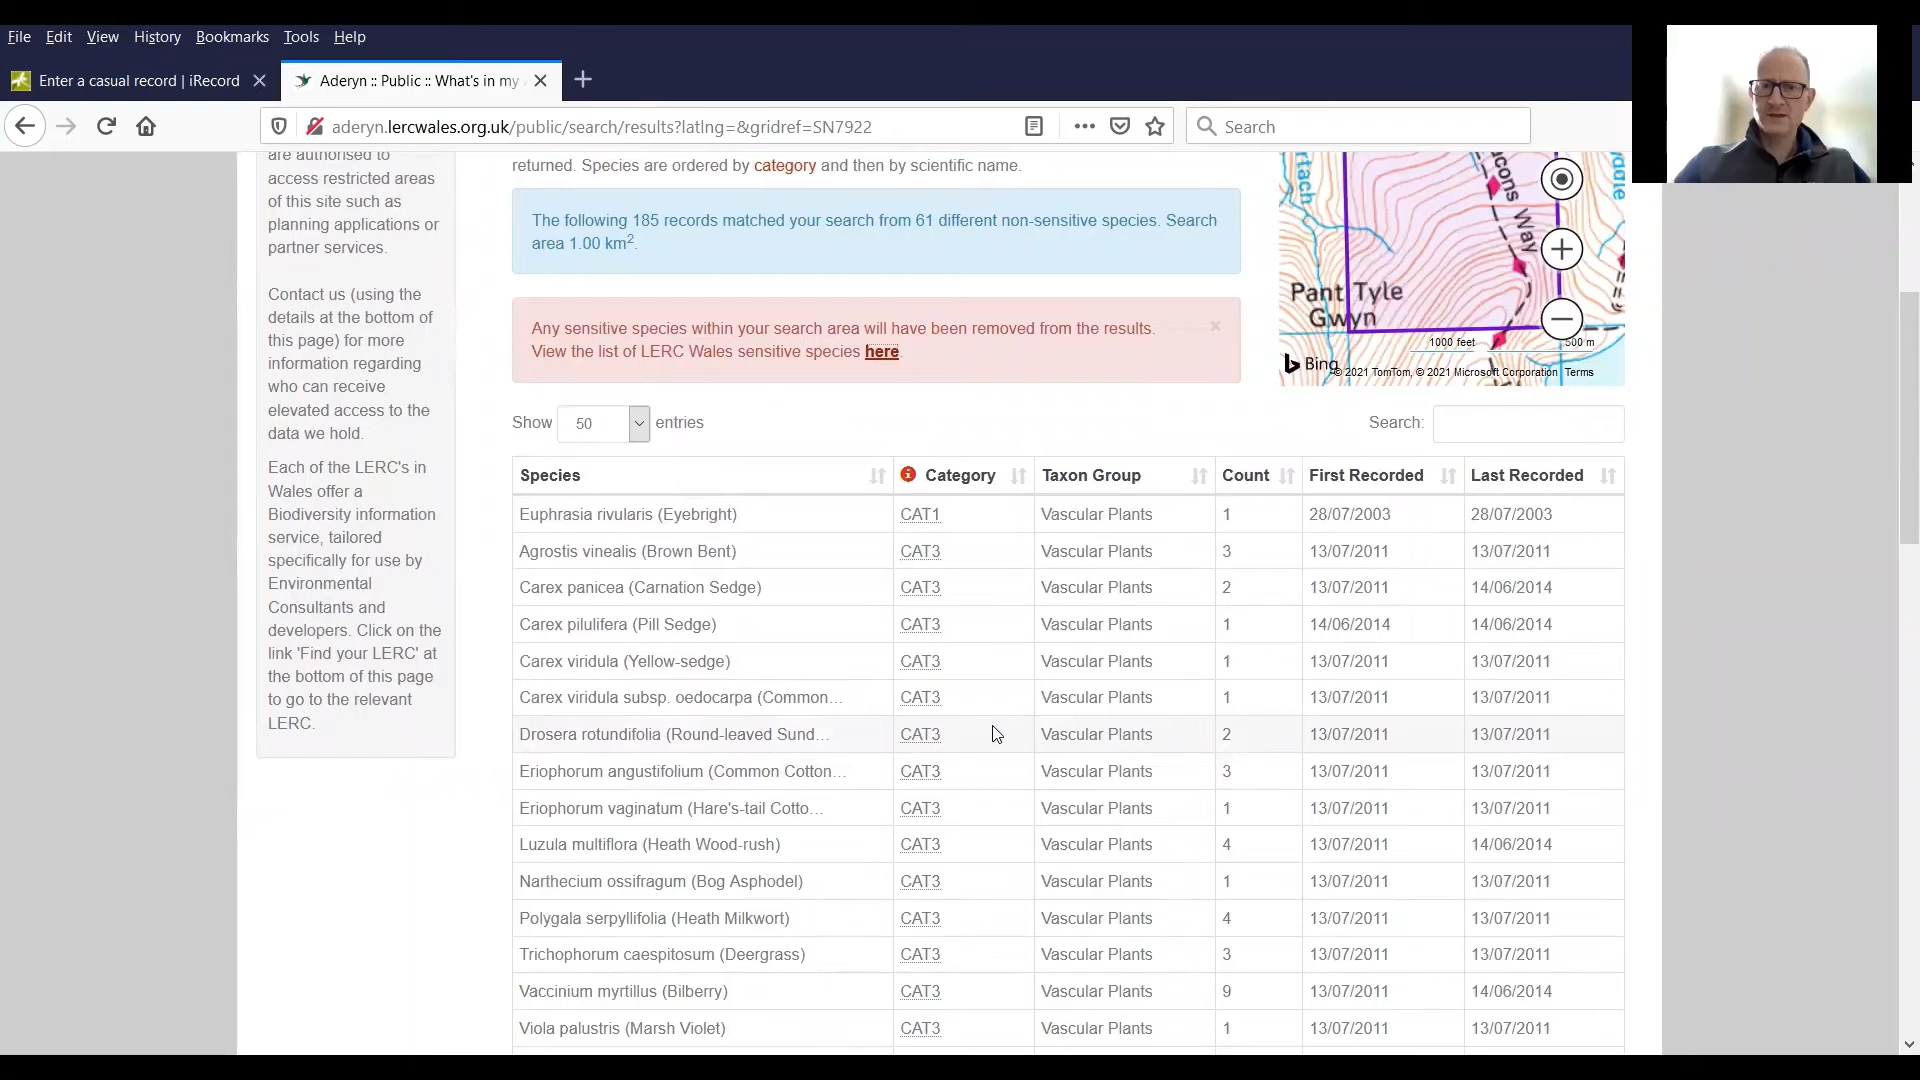 File Edit View History Bookmarks Tools Help
Enter a casual record | iRecord
Aderyn :: Public :: What's in my
aderyn.lercwales.org.uk/public/search/results?latlng=&gridref=SN7922
Search
are authorised to
access restricted areas
of this site such as
planning applications or
partner services.
Contact us (using the
details at the bottom of
this page) for more
information regarding
who can receive
elevated access to the
data we hold.
Each of the LERC's in
Wales offer a
Biodiversity information
service, tailored
specifically for use by
Environmental
Consultants and
developers. Click on the
link 'Find your LERC' at
the bottom of this page
to go to the relevant
LERC.
returned. Species are ordered by category and then by scientific name.
The following 185 records matched your search from 61 different non-sensitive species. Search
area 1.00 km2.
Any sensitive species within your search area will have been removed from the results.
View the list of LERC Wales sensitive species here.
Way
Pant Tyle
Gwyn
1000 feet 500 m
Bing
© 2021 TomTom, © 2021 Microsoft Corporation Terms
Show 50 entries
Search:
Species Category Taxon Group Count First Recorded Last Recorded
Euphrasia rivularis (Eyebright) CAT1 Vascular Plants 1 28/07/2003 28/07/2003
Agrostis vinealis (Brown Bent) CAT3 Vascular Plants 3 13/07/2011 13/07/2011
Carex panicea (Carnation Sedge) CAT3 Vascular Plants 2 13/07/2011 14/06/2014
Carex pilulifera (Pill Sedge) CAT3 Vascular Plants 1 14/06/2014 14/06/2014
Carex viridula (Yellow-sedge) CAT3 Vascular Plants 1 13/07/2011 13/07/2011
Carex viridula subsp. oedocarpa (Common... CAT3 Vascular Plants 1 13/07/2011 13/07/2011
Drosera rotundifolia (Round-leaved Sund... CAT3 Vascular Plants 2 13/07/2011 13/07/2011
Eriophorum angustifolium (Common Cotton... CAT3 Vascular Plants 3 13/07/2011 13/07/2011
Eriophorum vaginatum (Hare's-tail Cotto... CAT3 Vascular Plants 1 13/07/2011 13/07/2011
Luzula multiflora (Heath Wood-rush) CAT3 Vascular Plants 4 13/07/2011 14/06/2014
Narthecium ossifragum (Bog Asphodel) CAT3 Vascular Plants 1 13/07/2011 13/07/2011
Polygala serpyllifolia (Heath Milkwort) CAT3 Vascular Plants 4 13/07/2011 13/07/2011
Trichophorum caespitosum (Deergrass) CAT3 Vascular Plants 3 13/07/2011 13/07/2011
Vaccinium myrtillus (Bilberry) CAT3 Vascular Plants 9 13/07/2011 14/06/2014
Viola palustris (Marsh Violet) CAT3 Vascular Plants 1 13/07/2011 13/07/2011